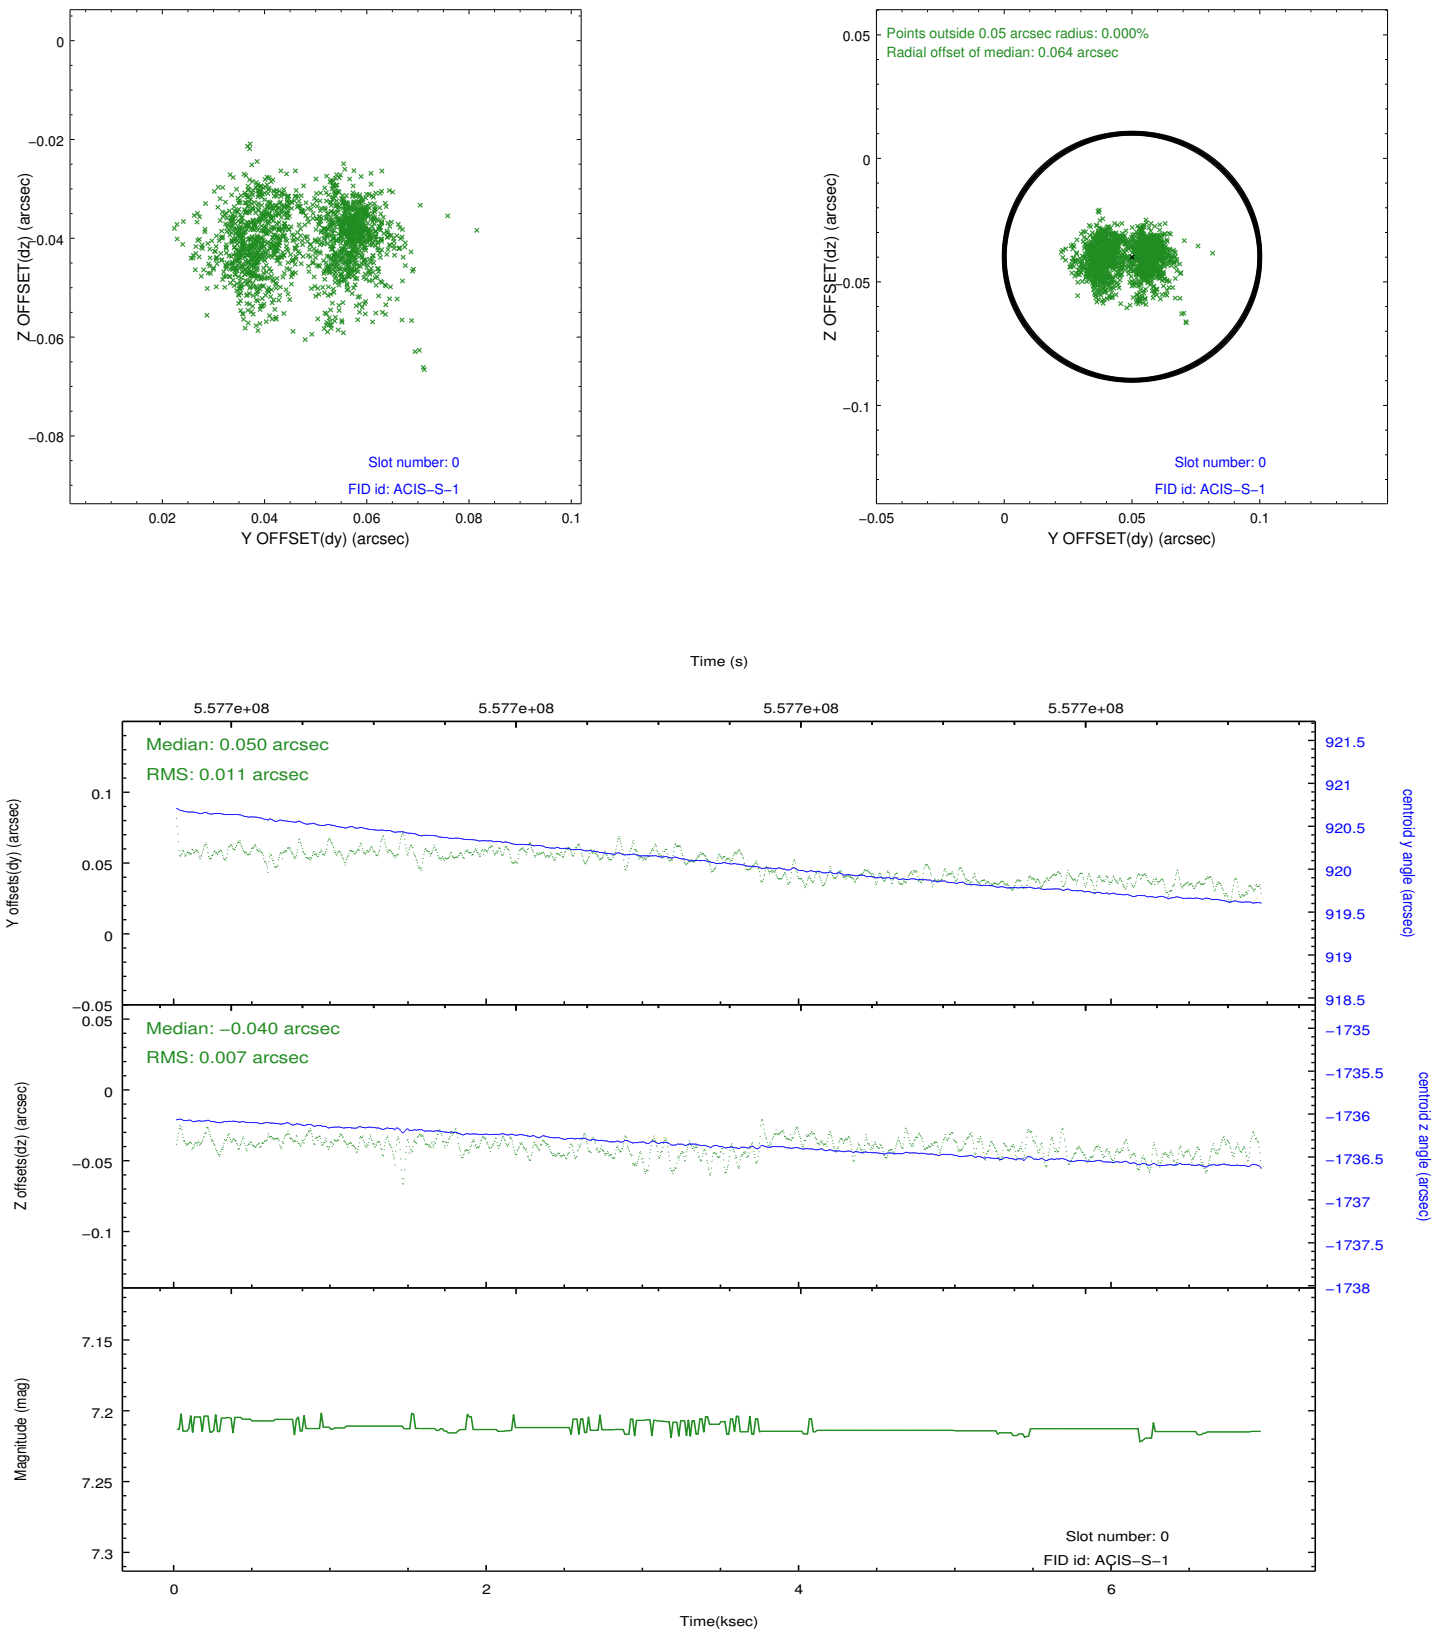 0
−0.02
−0.04
−0.06
−0.08
Z OFFSET(dz) (arcsec)
Slot number: 0
FID id: ACIS−S−1
0.02
0.04
0.06
0.08
0.1
Y OFFSET(dy) (arcsec)
Points outside 0.05 arcsec radius: 0.000%
Radial offset of median: 0.064 arcsec
0.05
0
−0.05
−0.1
Z OFFSET(dz) (arcsec)
Slot number: 0
FID id: ACIS−S−1
−0.05
0
0.05
0.1
Y OFFSET(dy) (arcsec)
Time (s)
5.577e+08
5.577e+08
5.577e+08
5.577e+08
Median: 0.050 arcsec
RMS: 0.011 arcsec
0.1
0.05
0
−0.05
Y offsets(dy) (arcsec)
921.5
921
920.5
920
919.5
919
918.5
centroid y angle (arcsec)
Median: −0.040 arcsec
RMS: 0.007 arcsec
0.05
0
−0.05
−0.1
Z offsets(dz) (arcsec)
−1735
−1735.5
−1736
−1736.5
−1737
−1737.5
−1738
centroid z angle (arcsec)
7.15
7.2
7.25
7.3
Magnitude (mag)
Slot number: 0
FID id: ACIS−S−1
0
2
4
6
Time(ksec)